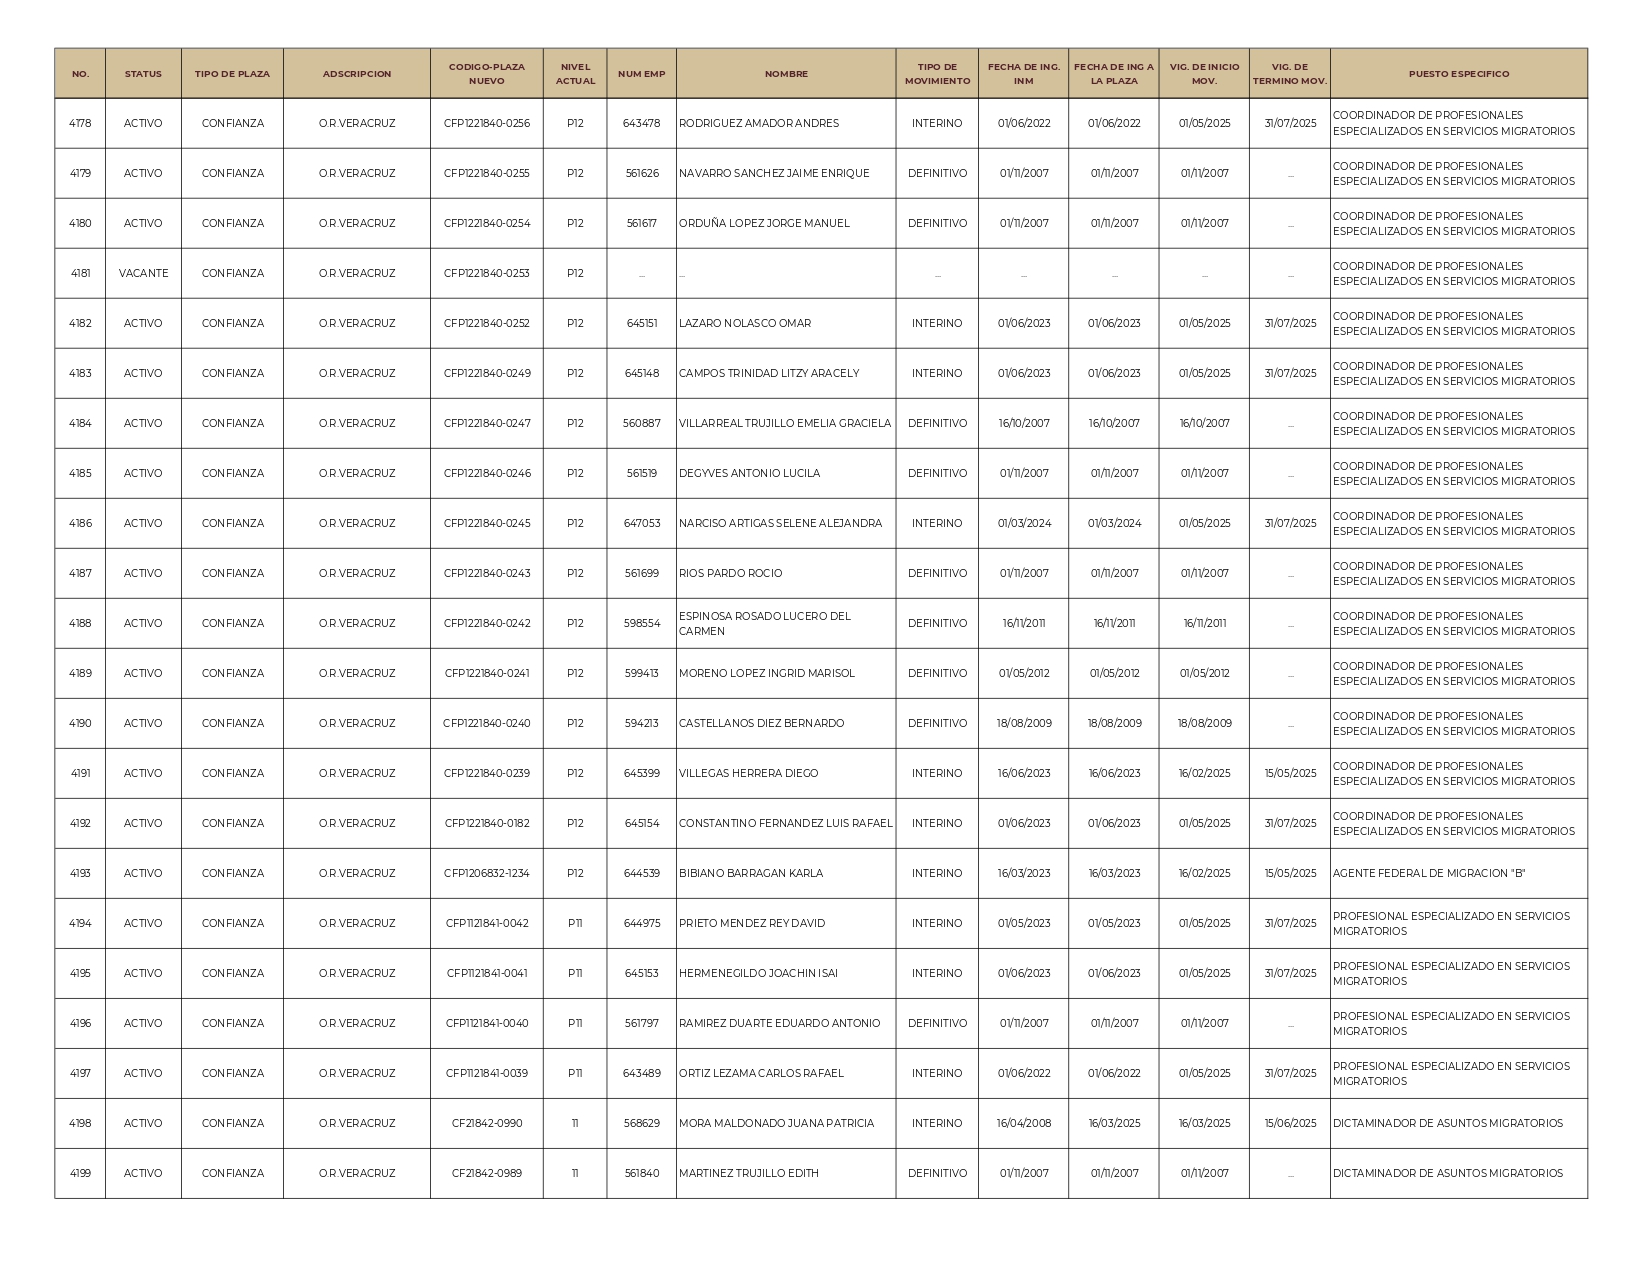 NO. STATUS TIPO DE PLAZA ADSCRIPCION CODIGO-PLAZA NUEVO NIVEL ACTUAL NUM EMP NOMBRE TIPO DE MOVIMIENTO FECHA DE ING. INM FECHA DE ING A LA PLAZA VIG. DE INICIO MOV. VIG. DE TERMINO MOV. PUESTO ESPECIFICO
4178 ACTIVO CONFIANZA O.R.VERACRUZ CFP1221840-0256 P12 643478 RODRIGUEZ AMADOR ANDRES INTERINO 01/06/2022 01/06/2022 01/05/2025 31/07/2025 COORDINADOR DE PROFESIONALES ESPECIALIZADOS EN SERVICIOS MIGRATORIOS
4179 ACTIVO CONFIANZA O.R.VERACRUZ CFP1221840-0255 P12 561626 NAVARRO SANCHEZ JAIME ENRIQUE DEFINITIVO 01/11/2007 01/11/2007 01/11/2007 ... COORDINADOR DE PROFESIONALES ESPECIALIZADOS EN SERVICIOS MIGRATORIOS
4180 ACTIVO CONFIANZA O.R.VERACRUZ CFP1221840-0254 P12 561617 ORDUÑA LOPEZ JORGE MANUEL DEFINITIVO 01/11/2007 01/11/2007 01/11/2007 ... COORDINADOR DE PROFESIONALES ESPECIALIZADOS EN SERVICIOS MIGRATORIOS
4181 VACANTE CONFIANZA O.R.VERACRUZ CFP1221840-0253 P12 ... ... ... ... ... ... ... COORDINADOR DE PROFESIONALES ESPECIALIZADOS EN SERVICIOS MIGRATORIOS
4182 ACTIVO CONFIANZA O.R.VERACRUZ CFP1221840-0252 P12 645151 LAZARO NOLASCO OMAR INTERINO 01/06/2023 01/06/2023 01/05/2025 31/07/2025 COORDINADOR DE PROFESIONALES ESPECIALIZADOS EN SERVICIOS MIGRATORIOS
4183 ACTIVO CONFIANZA O.R.VERACRUZ CFP1221840-0249 P12 645148 CAMPOS TRINIDAD LITZY ARACELY INTERINO 01/06/2023 01/06/2023 01/05/2025 31/07/2025 COORDINADOR DE PROFESIONALES ESPECIALIZADOS EN SERVICIOS MIGRATORIOS
4184 ACTIVO CONFIANZA O.R.VERACRUZ CFP1221840-0247 P12 560887 VILLARREAL TRUJILLO EMELIA GRACIELA DEFINITIVO 16/10/2007 16/10/2007 16/10/2007 ... COORDINADOR DE PROFESIONALES ESPECIALIZADOS EN SERVICIOS MIGRATORIOS
4185 ACTIVO CONFIANZA O.R.VERACRUZ CFP1221840-0246 P12 561519 DEGYVES ANTONIO LUCILA DEFINITIVO 01/11/2007 01/11/2007 01/11/2007 ... COORDINADOR DE PROFESIONALES ESPECIALIZADOS EN SERVICIOS MIGRATORIOS
4186 ACTIVO CONFIANZA O.R.VERACRUZ CFP1221840-0245 P12 647053 NARCISO ARTIGAS SELENE ALEJANDRA INTERINO 01/03/2024 01/03/2024 01/05/2025 31/07/2025 COORDINADOR DE PROFESIONALES ESPECIALIZADOS EN SERVICIOS MIGRATORIOS
4187 ACTIVO CONFIANZA O.R.VERACRUZ CFP1221840-0243 P12 561699 RIOS PARDO ROCIO DEFINITIVO 01/11/2007 01/11/2007 01/11/2007 ... COORDINADOR DE PROFESIONALES ESPECIALIZADOS EN SERVICIOS MIGRATORIOS
4188 ACTIVO CONFIANZA O.R.VERACRUZ CFP1221840-0242 P12 598554 ESPINOSA ROSADO LUCERO DEL CARMEN DEFINITIVO 16/11/2011 16/11/2011 16/11/2011 ... COORDINADOR DE PROFESIONALES ESPECIALIZADOS EN SERVICIOS MIGRATORIOS
4189 ACTIVO CONFIANZA O.R.VERACRUZ CFP1221840-0241 P12 599413 MORENO LOPEZ INGRID MARISOL DEFINITIVO 01/05/2012 01/05/2012 01/05/2012 ... COORDINADOR DE PROFESIONALES ESPECIALIZADOS EN SERVICIOS MIGRATORIOS
4190 ACTIVO CONFIANZA O.R.VERACRUZ CFP1221840-0240 P12 594213 CASTELLANOS DIEZ BERNARDO DEFINITIVO 18/08/2009 18/08/2009 18/08/2009 ... COORDINADOR DE PROFESIONALES ESPECIALIZADOS EN SERVICIOS MIGRATORIOS
4191 ACTIVO CONFIANZA O.R.VERACRUZ CFP1221840-0239 P12 645399 VILLEGAS HERRERA DIEGO INTERINO 16/06/2023 16/06/2023 16/02/2025 15/05/2025 COORDINADOR DE PROFESIONALES ESPECIALIZADOS EN SERVICIOS MIGRATORIOS
4192 ACTIVO CONFIANZA O.R.VERACRUZ CFP1221840-0182 P12 645154 CONSTANTINO FERNANDEZ LUIS RAFAEL INTERINO 01/06/2023 01/06/2023 01/05/2025 31/07/2025 COORDINADOR DE PROFESIONALES ESPECIALIZADOS EN SERVICIOS MIGRATORIOS
4193 ACTIVO CONFIANZA O.R.VERACRUZ CFP1206832-1234 P12 644539 BIBIANO BARRAGAN KARLA INTERINO 16/03/2023 16/03/2023 16/02/2025 15/05/2025 AGENTE FEDERAL DE MIGRACION "B"
4194 ACTIVO CONFIANZA O.R.VERACRUZ CFP1121841-0042 P11 644975 PRIETO MENDEZ REY DAVID INTERINO 01/05/2023 01/05/2023 01/05/2025 31/07/2025 PROFESIONAL ESPECIALIZADO EN SERVICIOS MIGRATORIOS
4195 ACTIVO CONFIANZA O.R.VERACRUZ CFP1121841-0041 P11 645153 HERMENEGILDO JOACHIN ISAI INTERINO 01/06/2023 01/06/2023 01/05/2025 31/07/2025 PROFESIONAL ESPECIALIZADO EN SERVICIOS MIGRATORIOS
4196 ACTIVO CONFIANZA O.R.VERACRUZ CFP1121841-0040 P11 561797 RAMIREZ DUARTE EDUARDO ANTONIO DEFINITIVO 01/11/2007 01/11/2007 01/11/2007 ... PROFESIONAL ESPECIALIZADO EN SERVICIOS MIGRATORIOS
4197 ACTIVO CONFIANZA O.R.VERACRUZ CFP1121841-0039 P11 643489 ORTIZ LEZAMA CARLOS RAFAEL INTERINO 01/06/2022 01/06/2022 01/05/2025 31/07/2025 PROFESIONAL ESPECIALIZADO EN SERVICIOS MIGRATORIOS
4198 ACTIVO CONFIANZA O.R.VERACRUZ CF21842-0990 11 568629 MORA MALDONADO JUANA PATRICIA INTERINO 16/04/2008 16/03/2025 16/03/2025 15/06/2025 DICTAMINADOR DE ASUNTOS MIGRATORIOS
4199 ACTIVO CONFIANZA O.R.VERACRUZ CF21842-0989 11 561840 MARTINEZ TRUJILLO EDITH DEFINITIVO 01/11/2007 01/11/2007 01/11/2007 ... DICTAMINADOR DE ASUNTOS MIGRATORIOS